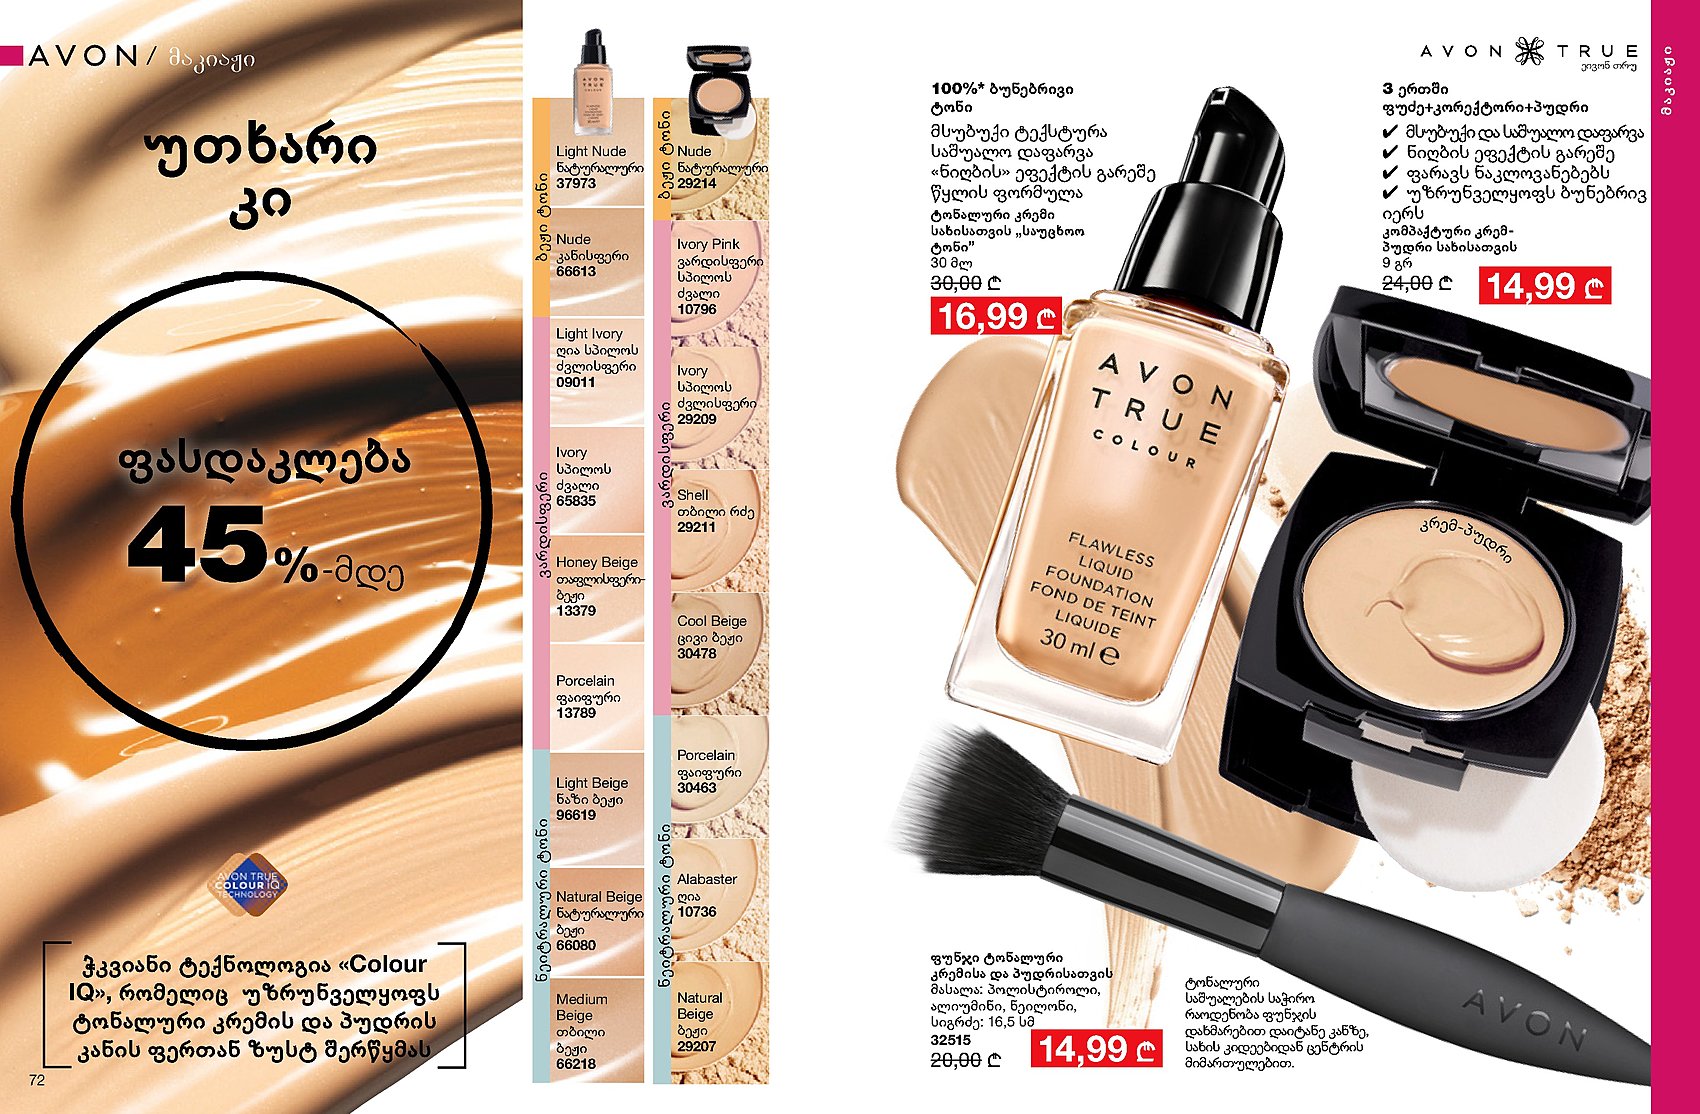 AVON/ მაკიაჟი
უთხარი
კი
ფასდაკლება
45%-მდე
AVON TRUE
COLOUR IQ
TECHNOLOGY
ჭკვიანი ტექნოლოგია «Colour
IQ», რომელიც უზრუნველყოფს
ტონალური კრემის და პუდრის
კანის ფერთან ზუსტ შერწყმას
72
ბეჟი ტონი
Light Nude
ნატურალური
37973
Nude
კანისფერი
66613
ვარდისფერი
Light Ivory
ღია სპილოს
ძვლისფერი
09011
Ivory
სპილოს
ძვალი
65835
Honey Beige
თაფლისფერი-
ბეჟი
13379
Porcelain
ფაიფური
13789
ნეიტრალური ტონი
Light Beige
ნაზი ბეჟი
96619
Natural Beige
ნატურალური
ბეჟი
66080
Medium
Beige
თბილი
ბეჟი
66218
ბეჟი ტონი
Nude
ნატურალური
29214
ვარდისფერი
Ivory Pink
ვარდისფერი
სპილოს
ძვალი
10796
Ivory
სპილოს
ძვლისფერი
29209
Shell
თბილი რძე
29211
Cool Beige
ცივი ბეჟი
30478
ნეიტრალური ტონი
Porcelain
ფაიფური
30463
Alabaster
ღია
10736
Natural
Beige
ბეჟი
29207
100%* ბუნებრივი
ტონი
მსუბუქი ტექსტურა
საშუალო დაფარვა
«ნიღბის» ეფექტის გარეშე
წყლის ფორმულა
ტონალური კრემი
სახისათვის „საუცხოო
ტონი”
30 მლ
30,00 ₾
16,99 ₾
AVON TRUE
ეივონ თრუ
3 ერთში
ფუძე+კორექტორი+პუდრი
✔ მსუბუქი და საშუალო დაფარვა
✔ ნიღბის ეფექტის გარეშე
✔ ფარავს ნაკლოვანებებს
✔ უზრუნველყოფს ბუნებრივ
იერს
კომპაქტური კრემ-
პუდრი სახისათვის
9 გრ
24,00 ₾
14,99 ₾
მაკიაჟი
AVON
TRUE
COLOUR
FLAWLESS
LIQUID
FOUNDATION
FOND DE TEINT
LIQUIDE
30 ml ℮
კრემ-პუდრი
ფუნჯი ტონალური
კრემისა და პუდრისათვის
მასალა: პოლისტიროლი,
ალიუმინი, ნეილონი,
სიგრძე: 16,5 სმ
32515
20,00 ₾
14,99 ₾
ტონალური
საშუალების საჭირო
რაოდენობა ფუნჯის
დახმარებით დაიტანე კანზე,
სახის კიდეებიდან ცენტრის
მიმართულებით.
AVON